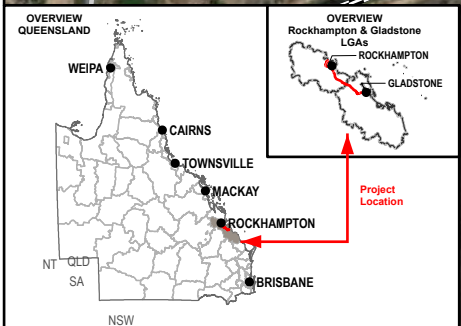 OVERVIEW
QUEENSLAND
WEIPA
CAIRNS
TOWNSVILLE
MACKAY
ROCKHAMPTON
BRISBANE
NT
QLD
SA
NSW
OVERVIEW
Rockhampton & Gladstone
LGAs
ROCKHAMPTON
GLADSTONE
Project
Location